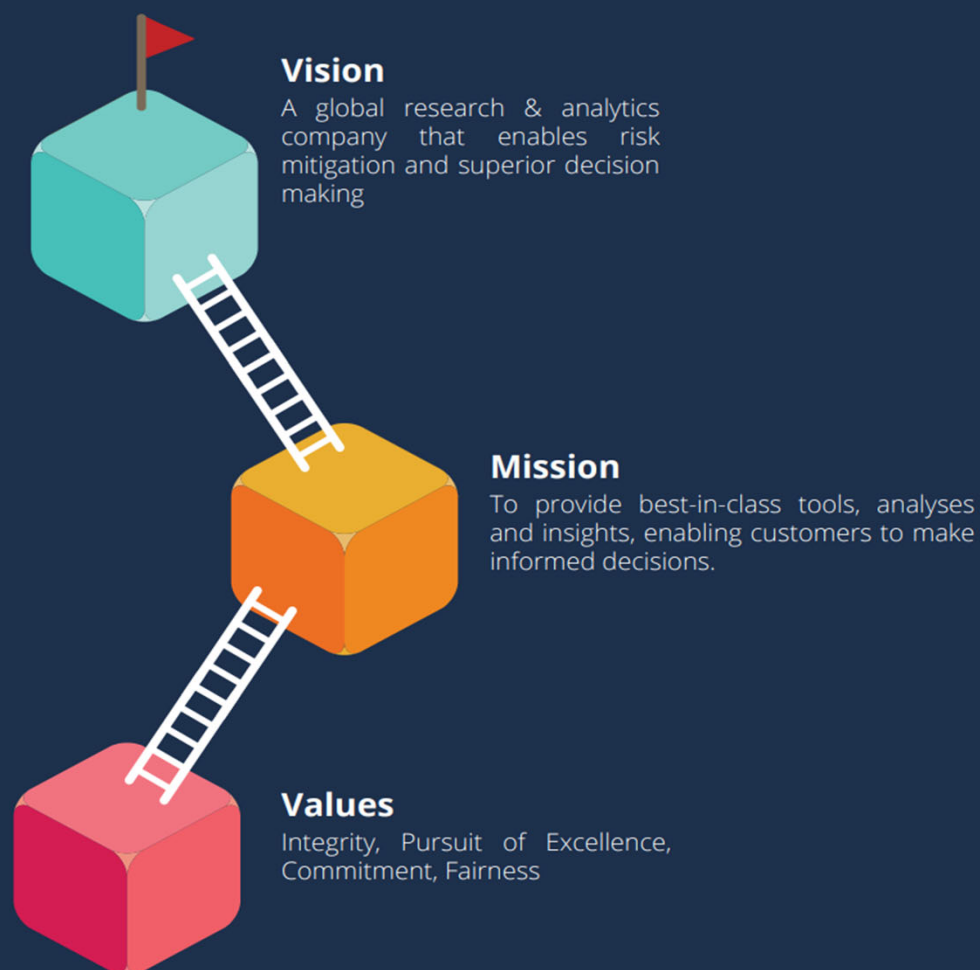 Vision
A global research & analytics
company that enables risk
mitigation and superior decision
making
Mission
To provide best-in-class tools, analyses
and insights, enabling customers to make
informed decisions.
Values
Integrity, Pursuit of Excellence,
Commitment, Fairness